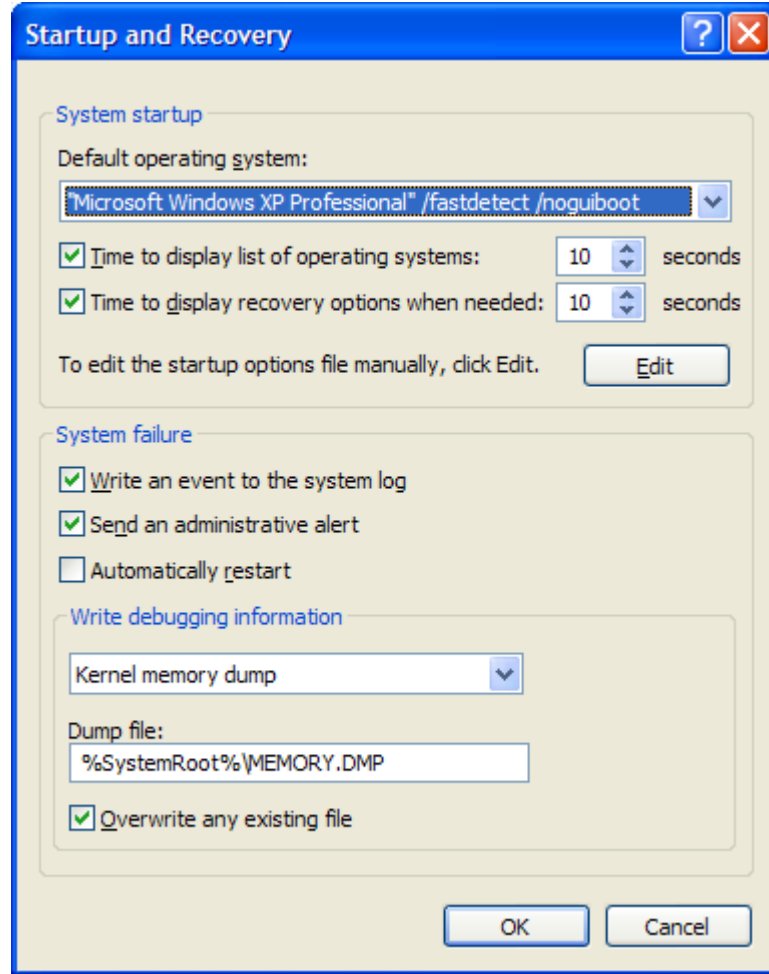 Startup and Recovery
System startup
Default operating system:
"Microsoft Windows XP Professional" /fastdetect /noguiboot
Time to display list of operating systems: 10 seconds
Time to display recovery options when needed: 10 seconds
To edit the startup options file manually, click Edit. Edit
System failure
Write an event to the system log
Send an administrative alert
Automatically restart
Write debugging information
Kernel memory dump
Dump file:
%SystemRoot%\MEMORY.DMP
Overwrite any existing file
OK Cancel